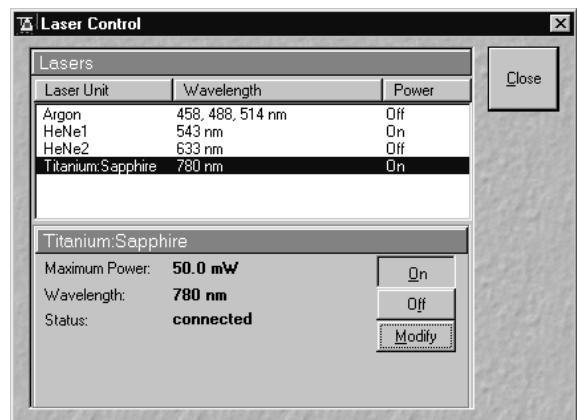 Laser Control
Lasers
Close
Laser Unit Wavelength Power
Argon 458, 488, 514 nm Off
HeNe1 543 nm On
HeNe2 633 nm Off
Titanium:Sapphire 780 nm On
Titanium:Sapphire
Maximum Power: 50.0 mW
On
Wavelength: 780 nm
Off
Status: connected
Modify